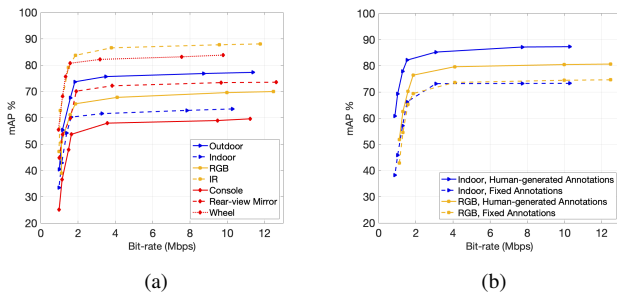 100
90
80
70
60
50
40
30
20
mAP %
0
2
4
6
8
10
12
Bit-rate (Mbps)
Outdoor
Indoor
RGB
IR
Console
Rear-view Mirror
Wheel
(a)
100
90
80
70
60
50
40
30
20
mAP %
0
2
4
6
8
10
12
Bit-rate (Mbps)
Indoor, Human-generated Annotations
Indoor, Fixed Annotations
RGB, Human-generated Annotations
RGB, Fixed Annotations
(b)